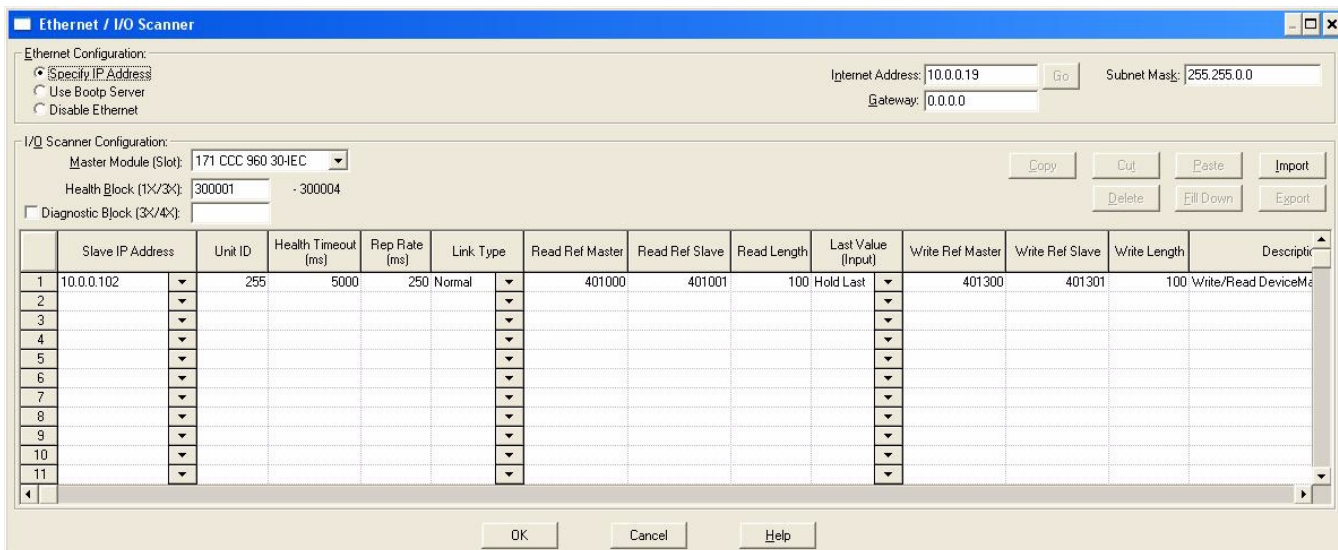 Ethernet / I/O Scanner
Ethernet Configuration:
Specify IP Address
Use Bootp Server
Disable Ethernet
Internet Address: 10.0.0.19 Go Subnet Mask: 255.255.0.0
Gateway: 0.0.0.0
I/O Scanner Configuration:
Master Module (Slot): 171 CCC 960 30-IEC
Health Block (1X/3X): 300001 - 300004
Diagnostic Block (3X/4X):
Copy Cut Paste Import
Delete Fill Down Export
Slave IP Address Unit ID Health Timeout (ms) Rep Rate (ms) Link Type Read Ref Master Read Ref Slave Read Length Last Value (Input) Write Ref Master Write Ref Slave Write Length Descriptic
1 10.0.0.102 255 5000 250 Normal 401000 401001 100 Hold Last 401300 401301 100 Write/Read DeviceMa
2
3
4
5
6
7
8
9
10
11
OK Cancel Help